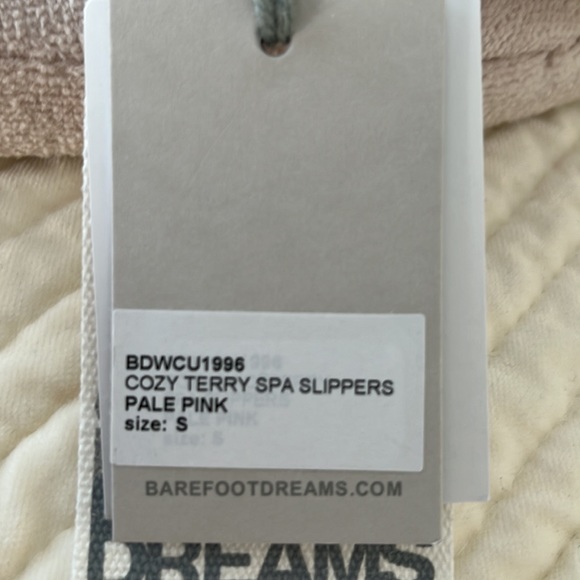 BDWCU1996
COZY TERRY SPA SLIPPERS
PALE PINK
size: S
BAREFOOTDREAMS.COM
DREAMS